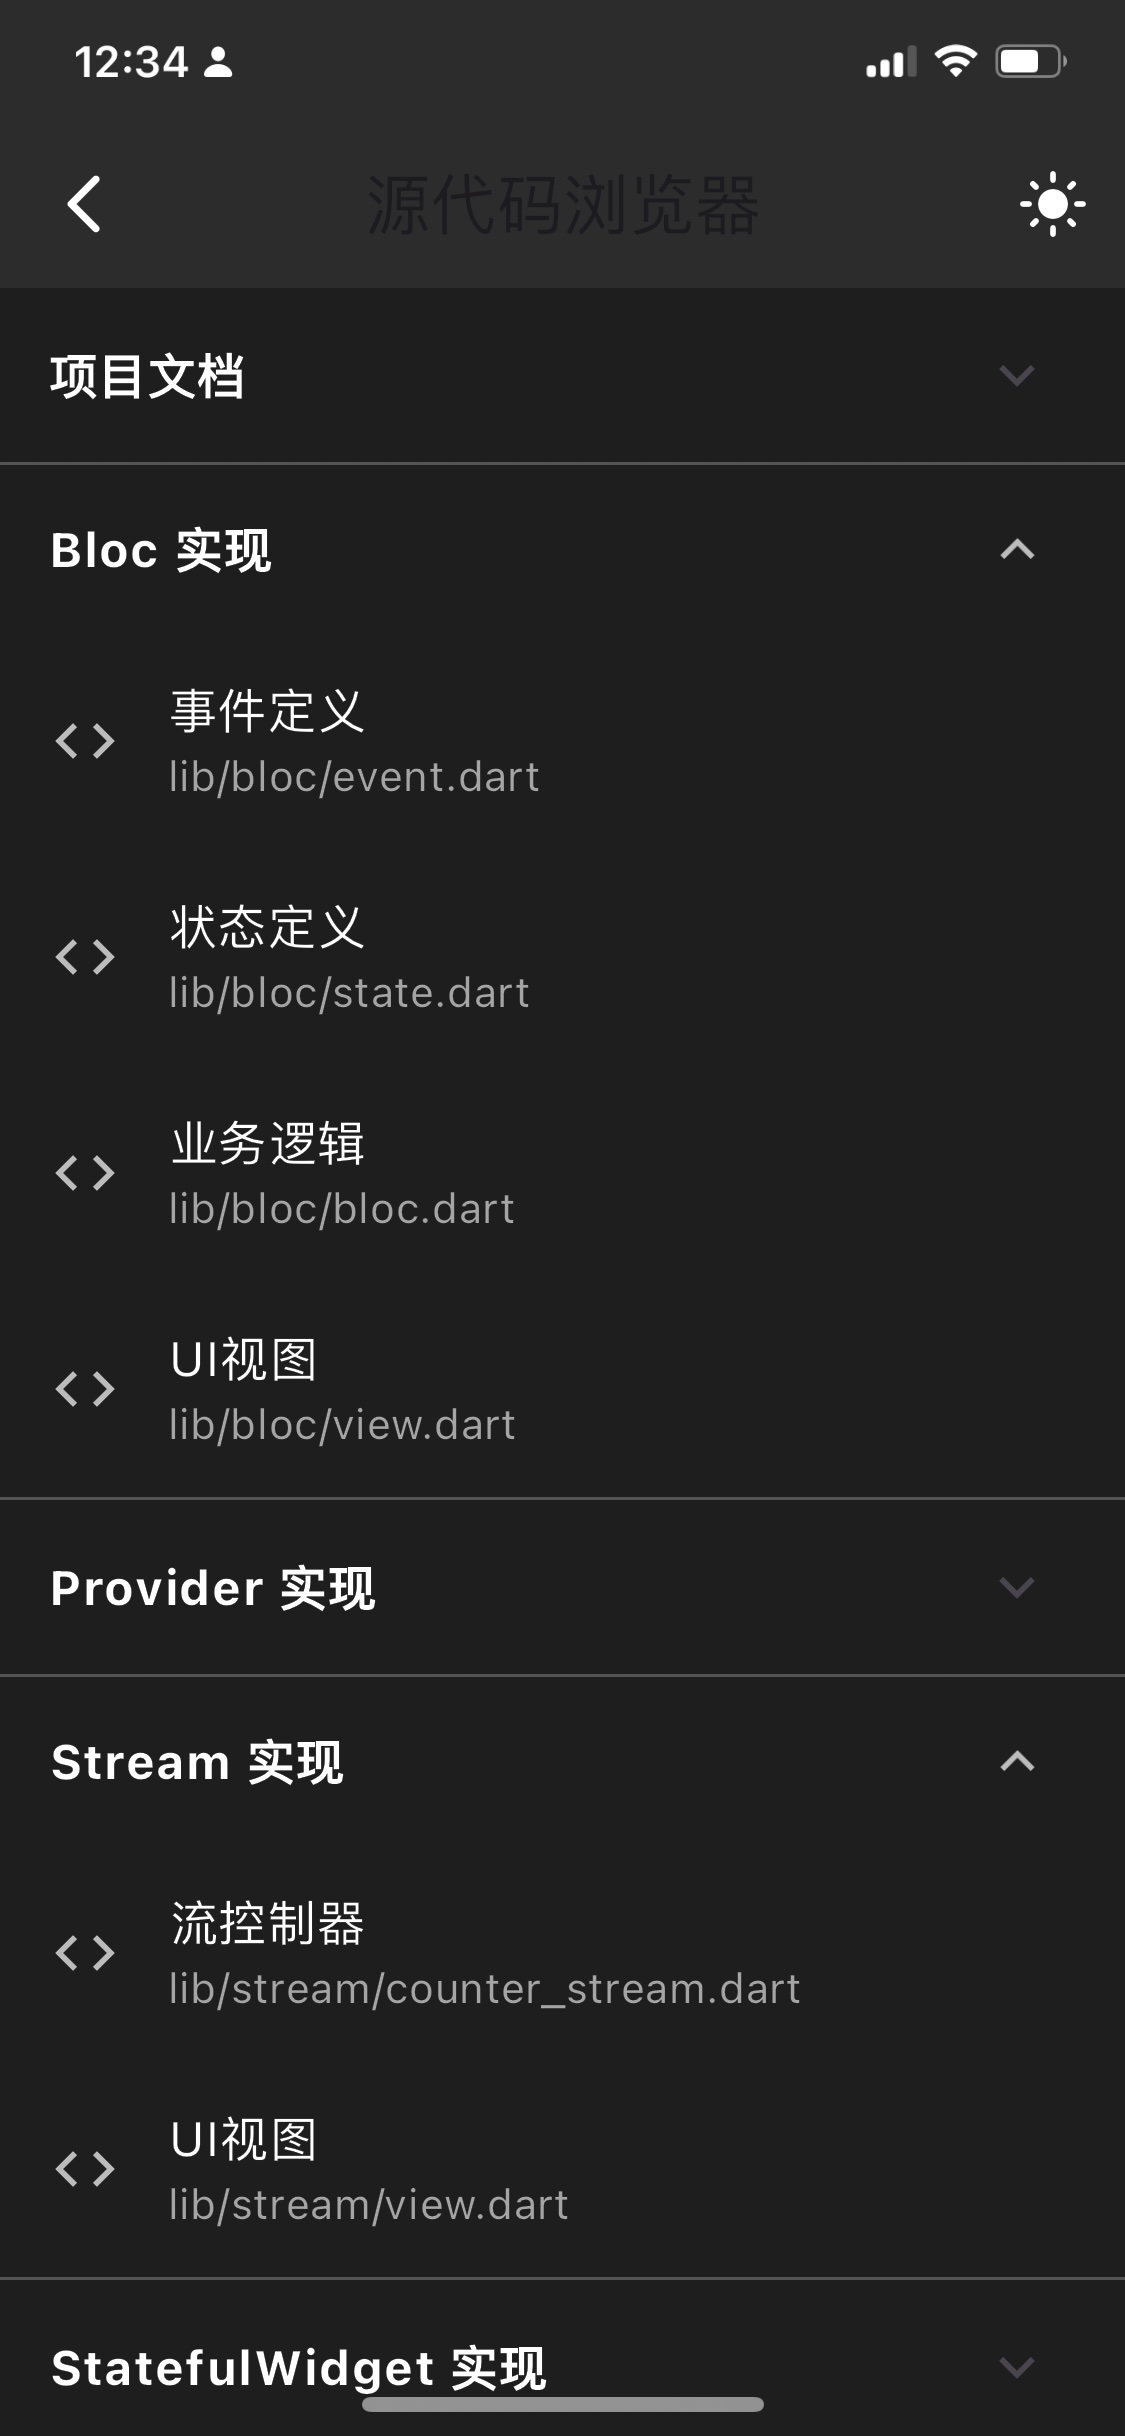 12:34
源代码浏览器
项目文档
Bloc 实现
事件定义
lib/bloc/event.dart
状态定义
lib/bloc/state.dart
业务逻辑
lib/bloc/bloc.dart
UI视图
lib/bloc/view.dart
Provider 实现
Stream 实现
流控制器
lib/stream/counter_stream.dart
UI视图
lib/stream/view.dart
StatefulWidget 实现